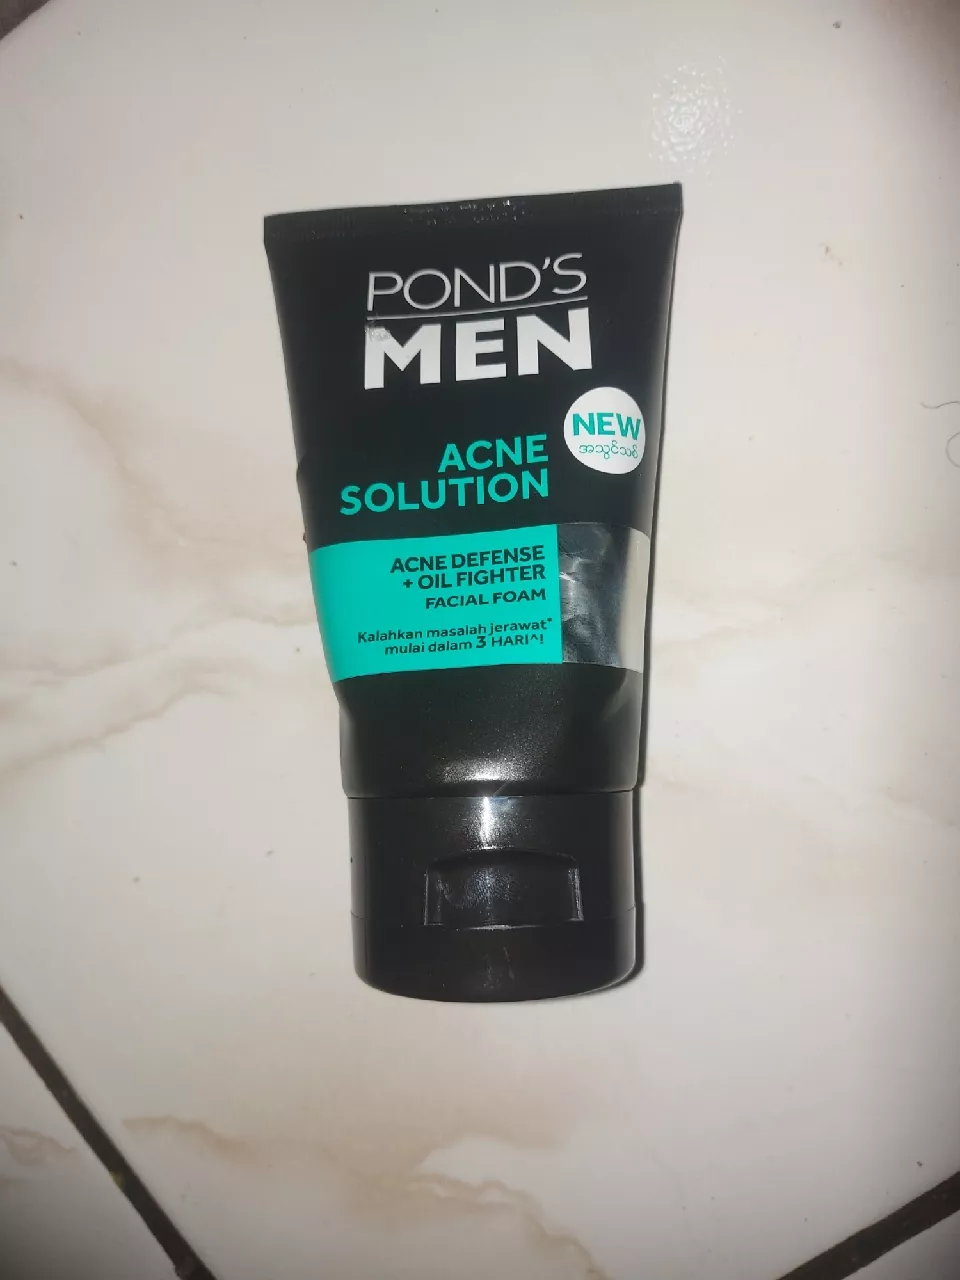 POND'S
MEN
NEW
အသွင်သစ်
ACNE
SOLUTION
ACNE DEFENSE
+ OIL FIGHTER
FACIAL FOAM
Kalahkan masalah jerawat*
mulai dalam 3 HARI^!